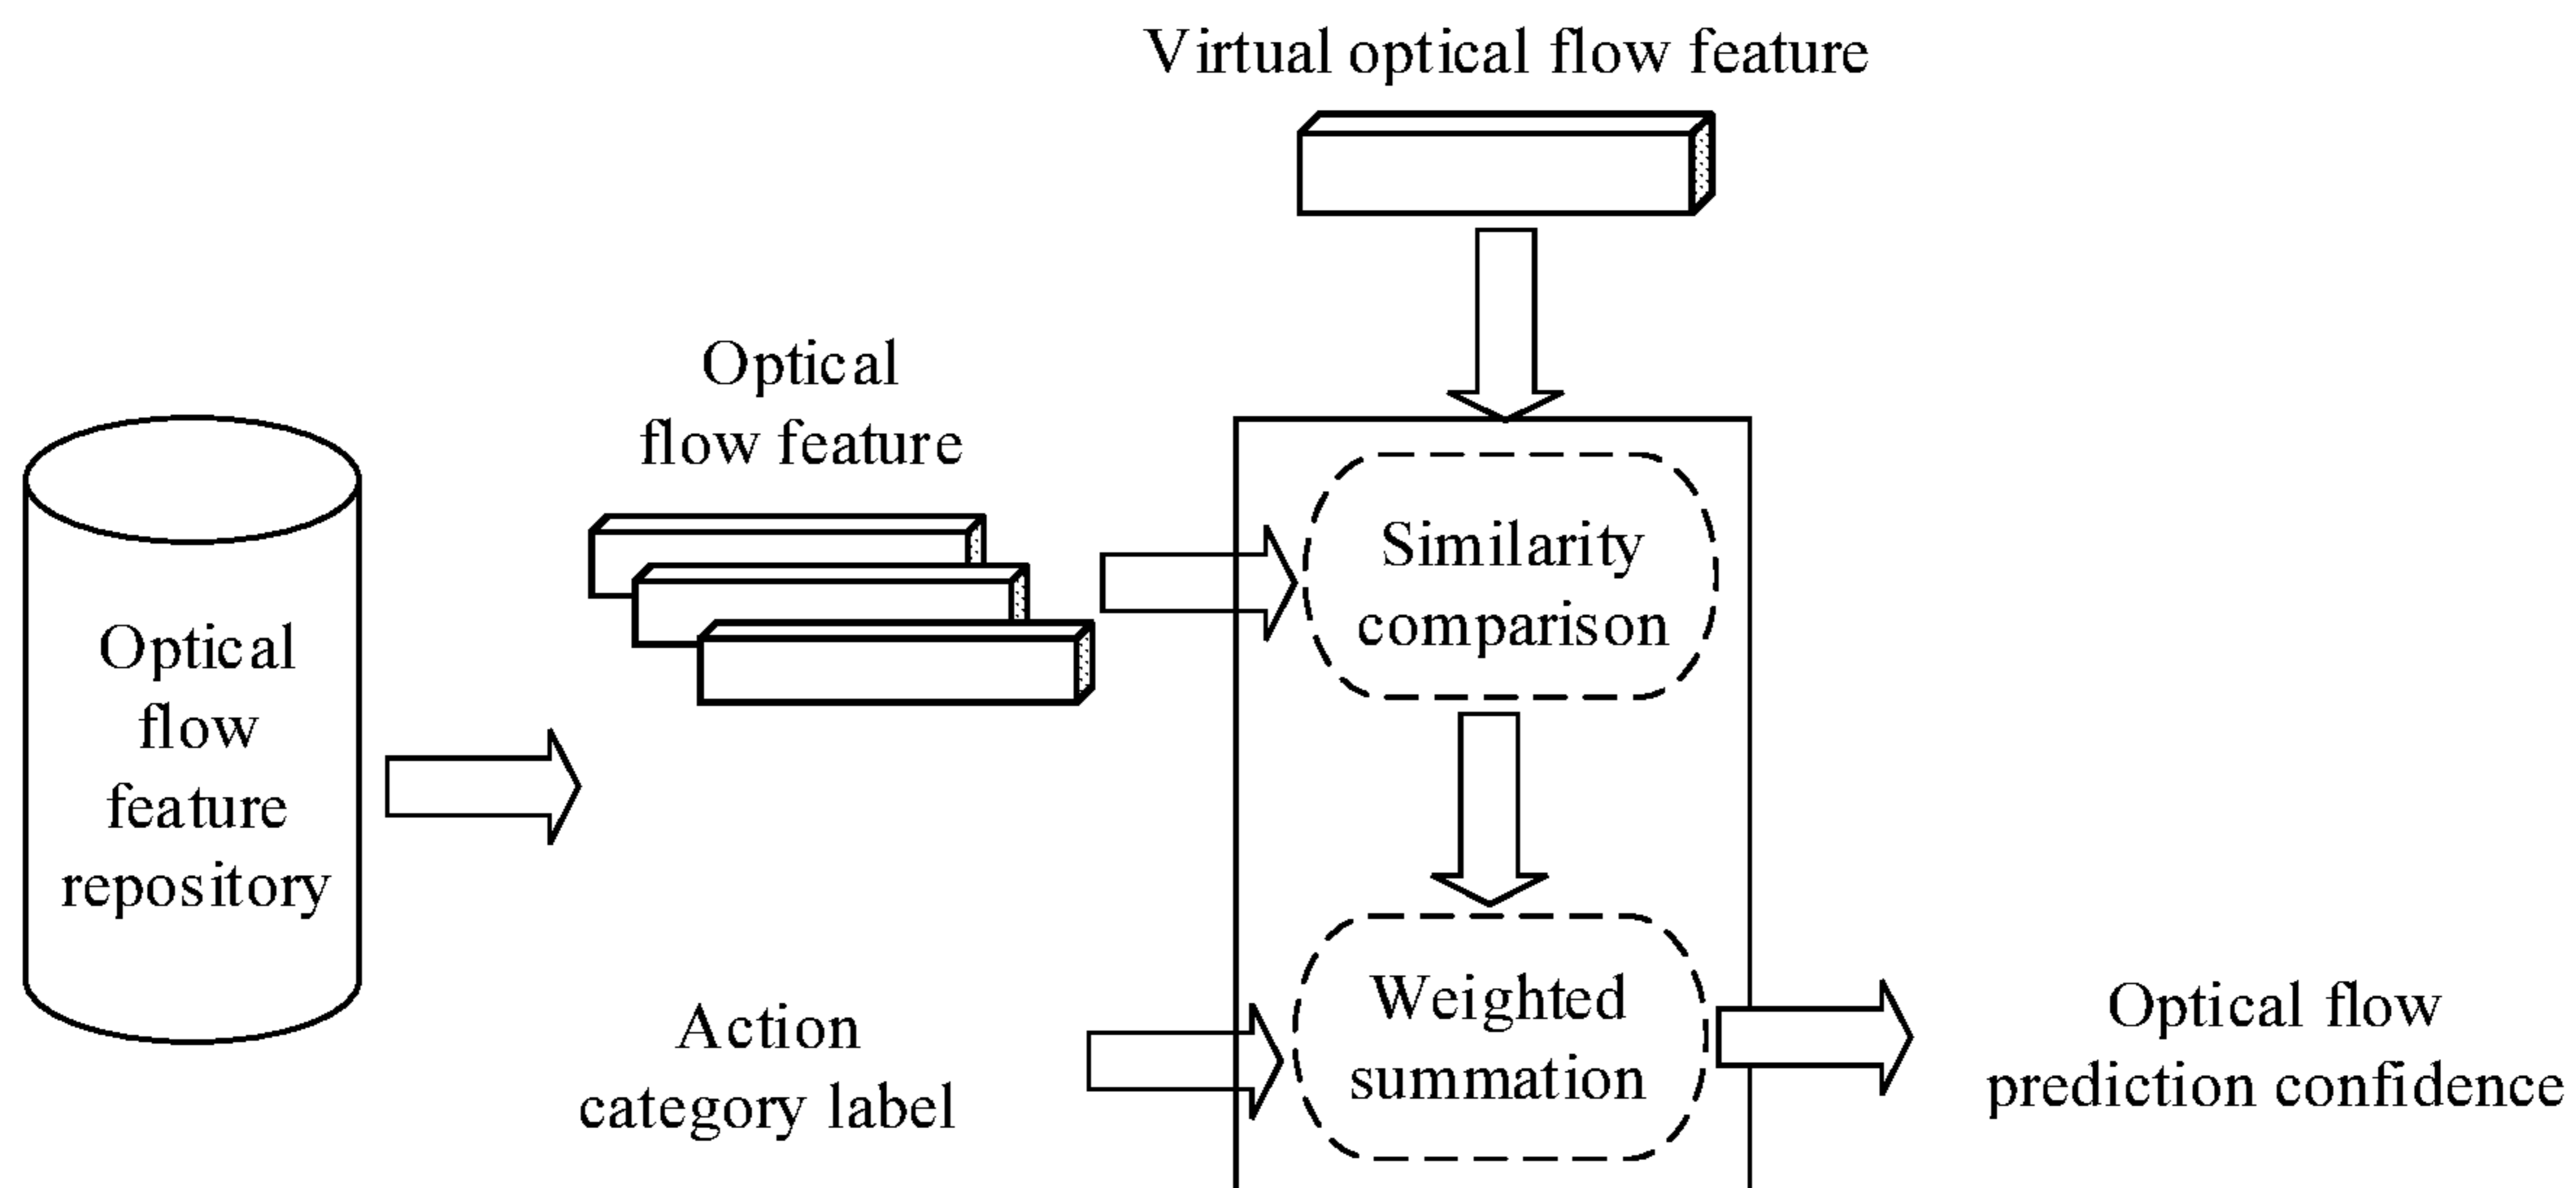 Virtual optical flow feature
Optical
flow feature
Optical
flow
feature
repository
Similarity
comparison
Action
category label
Weighted
summation
Optical flow
prediction confidence